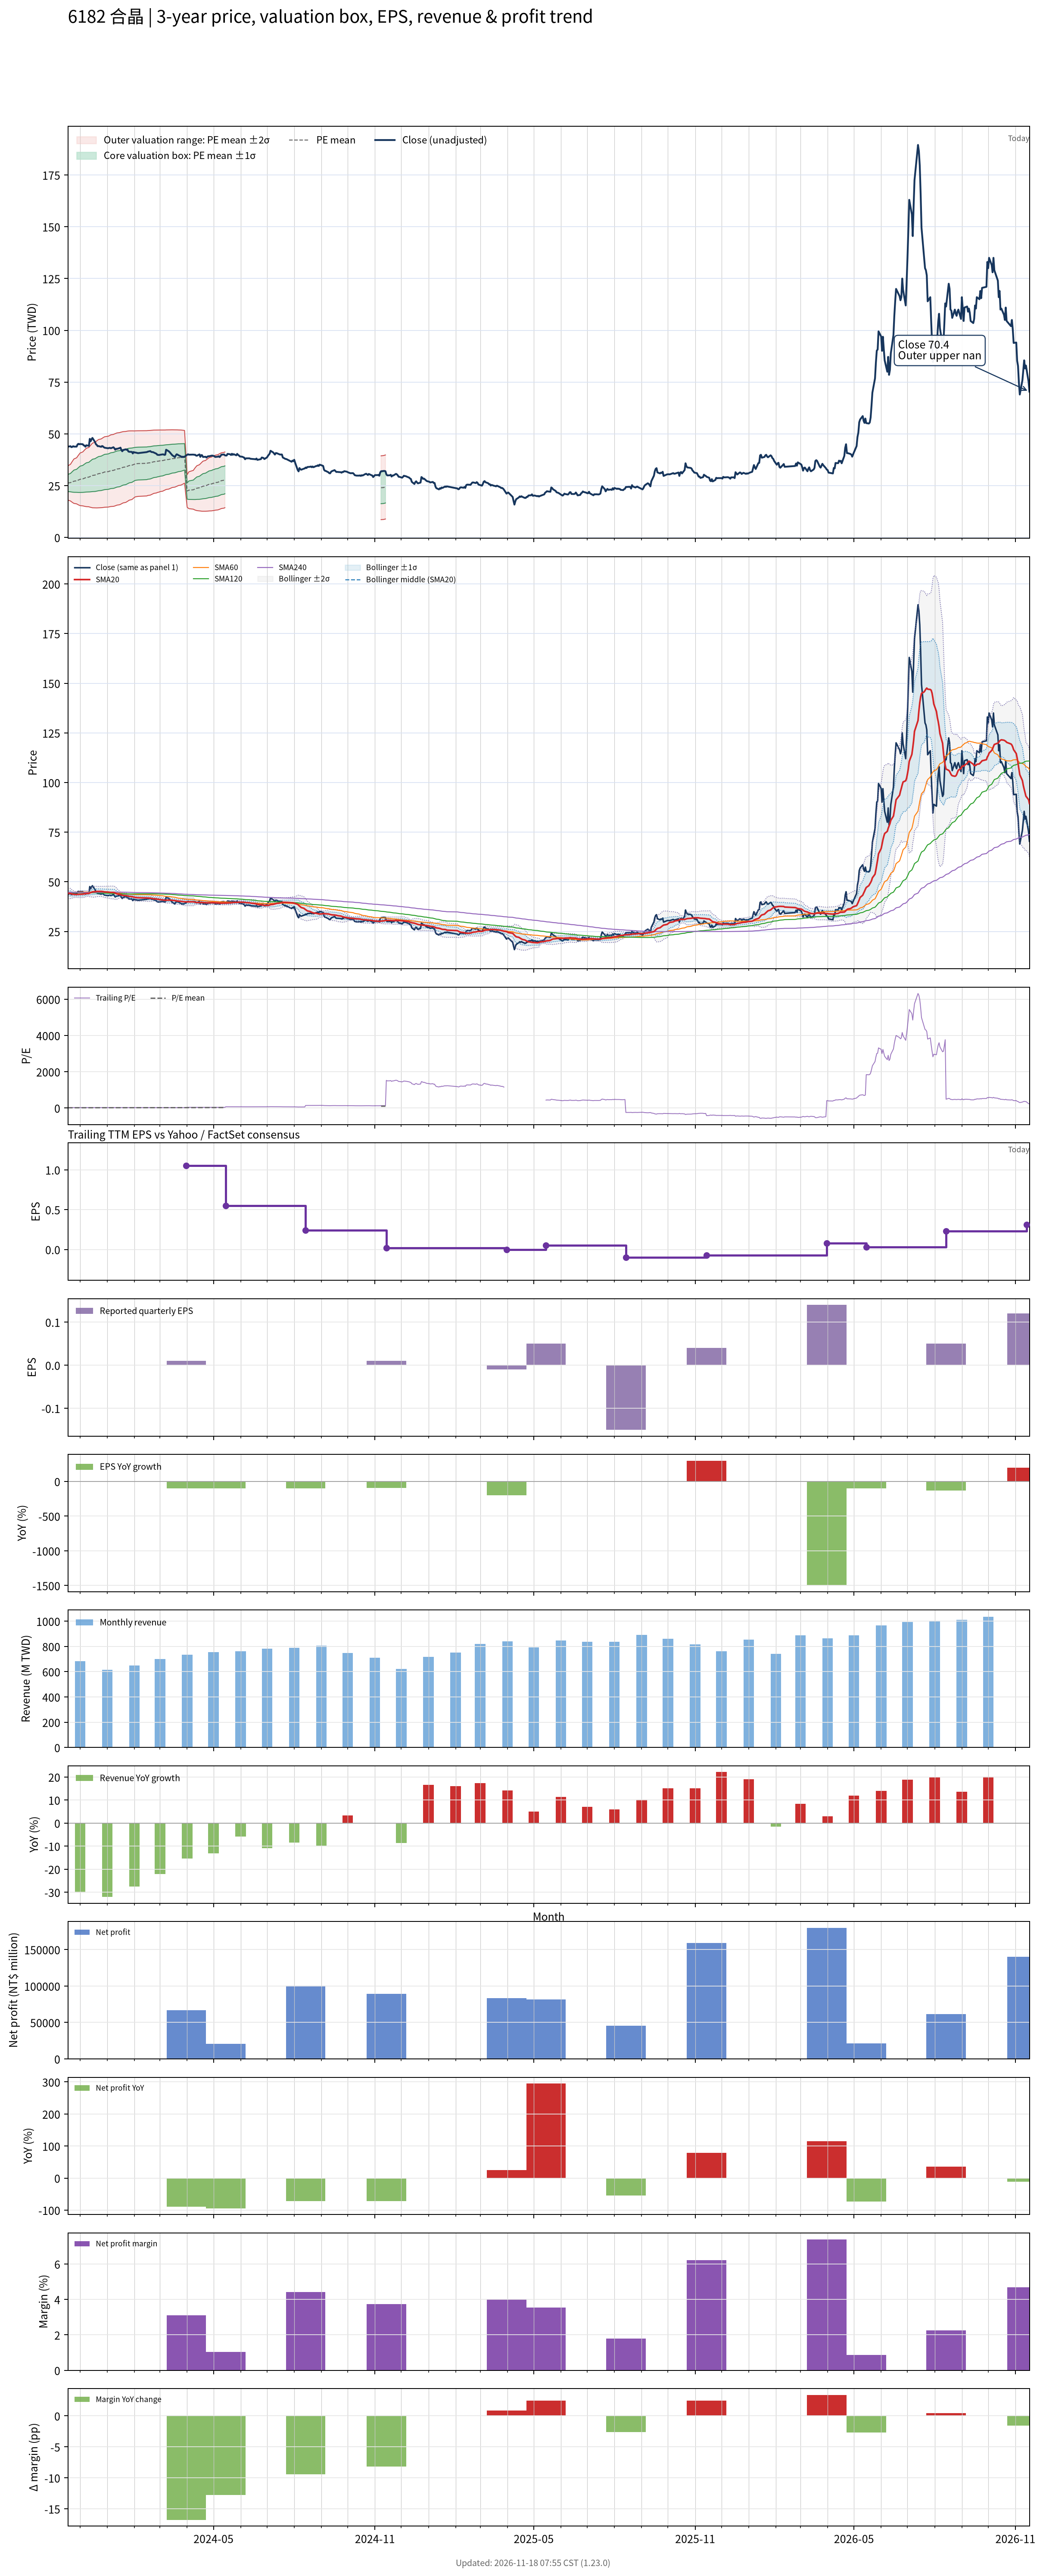 6182 合晶 | 3-year price, valuation box, EPS, revenue & profit trend
Outer valuation range: PE mean ±2σ
PE mean
Close (unadjusted)
Core valuation box: PE mean ±1σ
Today
175
150
125
100
75
50
25
0
Price (TWD)
Close 70.4
Outer upper nan
Close (same as panel 1)
SMA60
SMA240
Bollinger ±1σ
SMA20
SMA120
Bollinger ±2σ
Bollinger middle (SMA20)
200
175
150
125
100
75
50
25
Price
Trailing P/E
P/E mean
6000
4000
2000
0
P/E
Trailing TTM EPS vs Yahoo / FactSet consensus
Today
1.0
0.5
0.0
EPS
Reported quarterly EPS
0.1
0.0
-0.1
EPS
EPS YoY growth
0
-500
-1000
-1500
YoY (%)
Monthly revenue
1000
800
600
400
200
0
Revenue (M TWD)
Revenue YoY growth
20
10
0
-10
-20
-30
YoY (%)
Month
Net profit
150000
100000
50000
0
Net profit (NT$ million)
Net profit YoY
300
200
100
0
-100
YoY (%)
Net profit margin
6
4
2
0
Margin (%)
Margin YoY change
0
-5
-10
-15
Δ margin (pp)
2024-05
2024-11
2025-05
2025-11
2026-05
2026-11
Updated: 2026-11-18 07:55 CST (1.23.0)